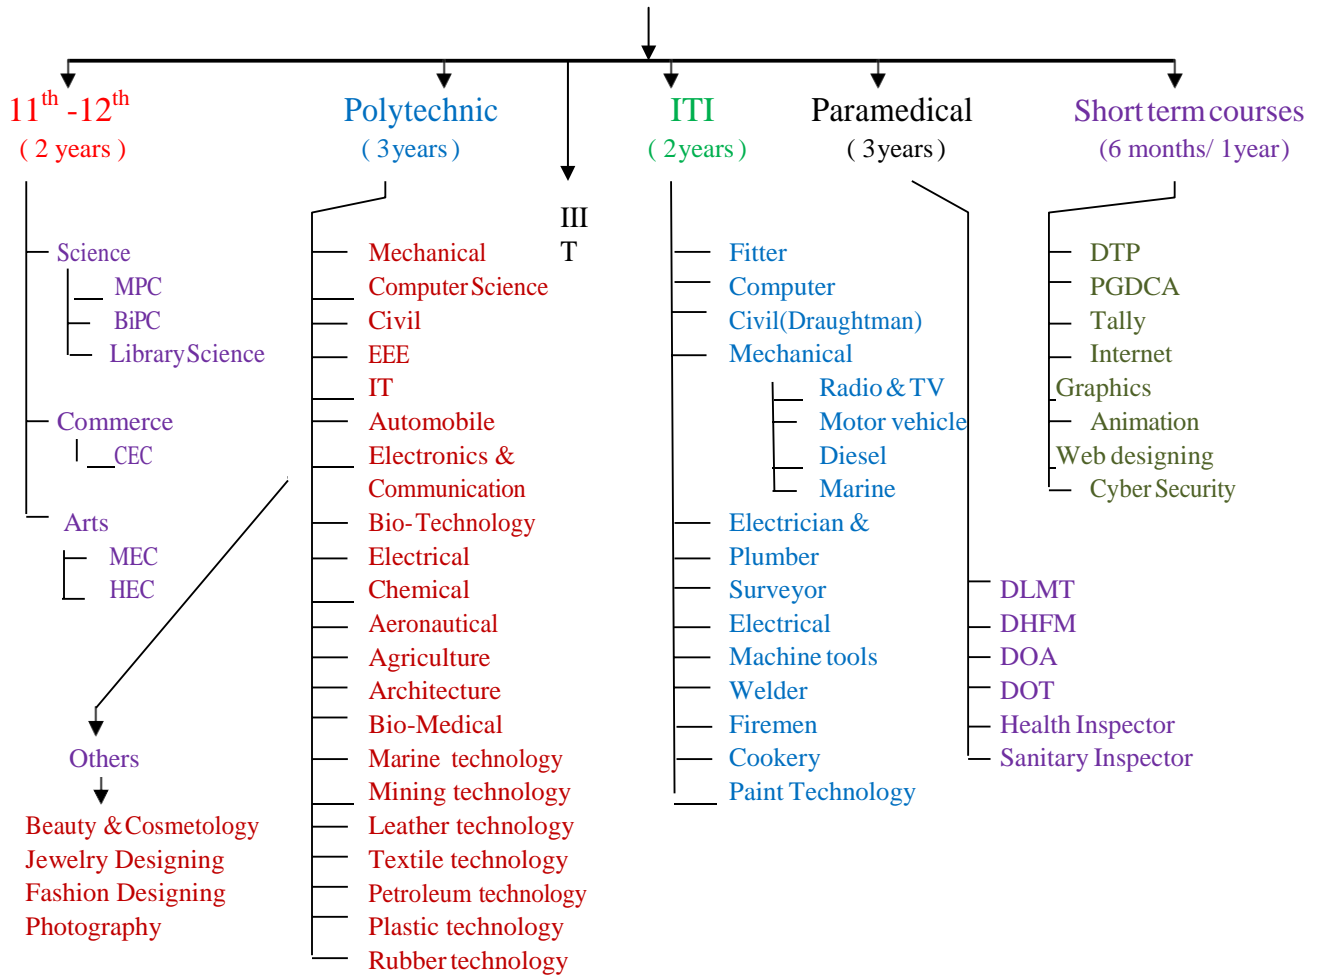 11th -12th
( 2 years )
Science
MPC
BiPC
Library Science
Commerce
CEC
Arts
MEC
HEC
Others
Beauty & Cosmetology
Jewelry Designing
Fashion Designing
Photography
Polytechnic
( 3years )
Mechanical
Computer Science
Civil
EEE
IT
Automobile
Electronics &
Communication
Bio-Technology
Electrical
Chemical
Aeronautical
Agriculture
Architecture
Bio-Medical
Marine technology
Mining technology
Leather technology
Textile technology
Petroleum technology
Plastic technology
Rubber technology
III
T
ITI
( 2years )
Fitter
Computer
Civil(Draughtman)
Mechanical
Radio & TV
Motor vehicle
Diesel
Marine
Electrician &
Plumber
Surveyor
Electrical
Machine tools
Welder
Firemen
Cookery
Paint Technology
Paramedical
( 3years )
DLMT
DHFM
DOA
DOT
Health Inspector
Sanitary Inspector
Short term courses
(6 months/ 1year)
DTP
PGDCA
Tally
Internet
Graphics
Animation
Web designing
Cyber Security